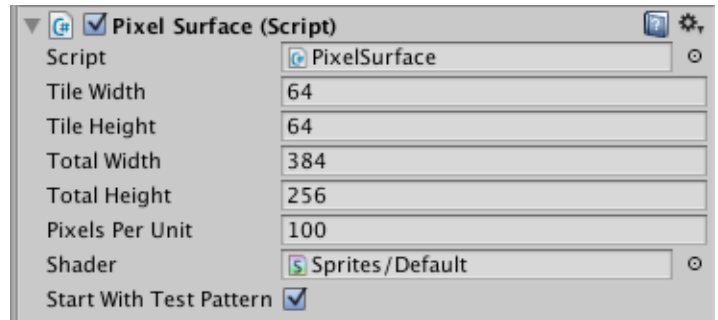 Pixel Surface (Script)
Script PixelSurface
Tile Width 64
Tile Height 64
Total Width 384
Total Height 256
Pixels Per Unit 100
Shader Sprites/Default
Start With Test Pattern